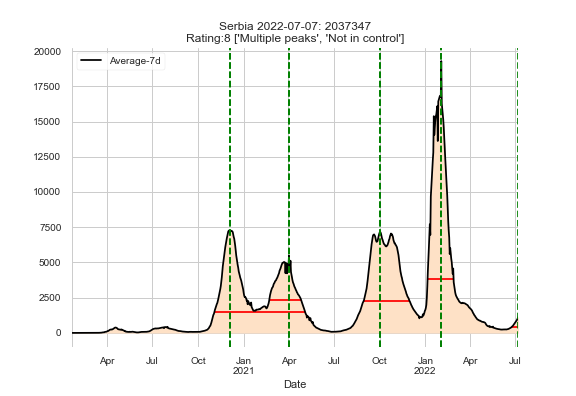 Serbia 2022-07-07: 2037347
Rating:8 ['Multiple peaks', 'Not in control']
Average-7d
20000
17500
15000
12500
10000
7500
5000
2500
0
Apr
Jul
Oct
Jan
2021
Apr
Jul
Oct
Jan
2022
Apr
Jul
Date